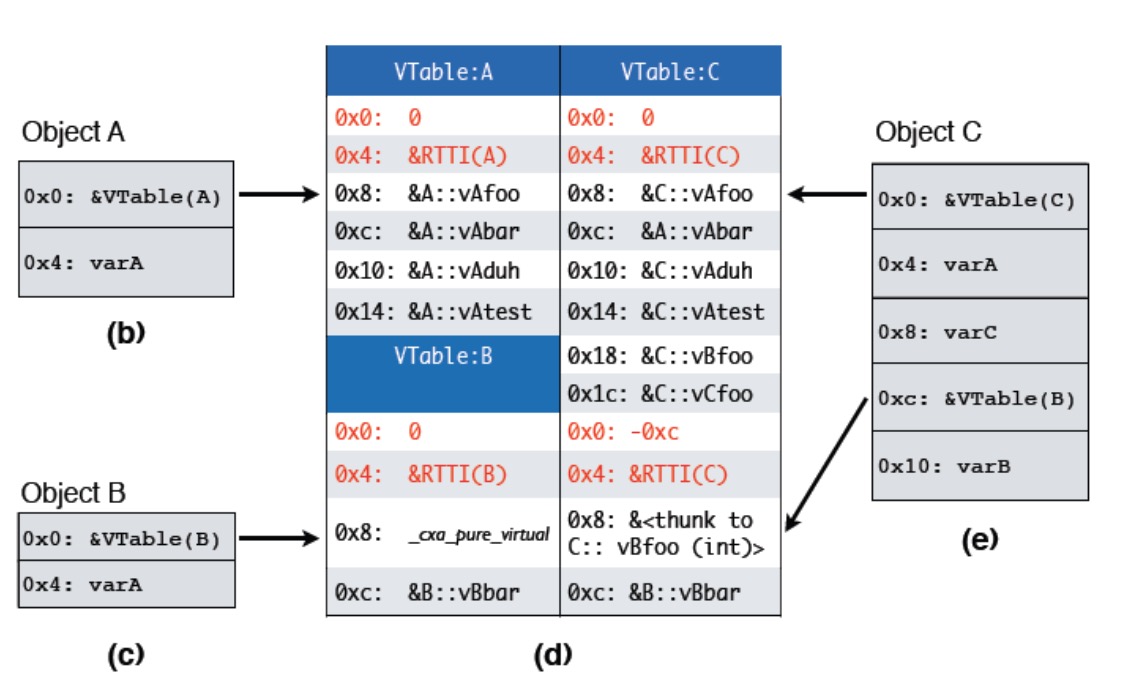 Object A
0x0: &VTable(A)
0x4: varA
(b)
Object B
0x0: &VTable(B)
0x4: varA
(c)
VTable:A
0x0: 0
0x4: &RTTI(A)
0x8: &A::vAfoo
0xc: &A::vAbar
0x10: &A::vAduh
0x14: &A::vAtest
VTable:B
0x0: 0
0x4: &RTTI(B)
0x8: _cxa_pure_virtual
0xc: &B::vBbar
VTable:C
0x0: 0
0x4: &RTTI(C)
0x8: &C::vAfoo
0xc: &A::vAbar
0x10: &C::vAduh
0x14: &C::vAtest
0x18: &C::vBfoo
0x1c: &C::vCfoo
0x0: -0xc
0x4: &RTTI(C)
0x8: &<thunk to
C:: vBfoo (int)>
0xc: &B::vBbar
(d)
Object C
0x0: &VTable(C)
0x4: varA
0x8: varC
0xc: &VTable(B)
0x10: varB
(e)